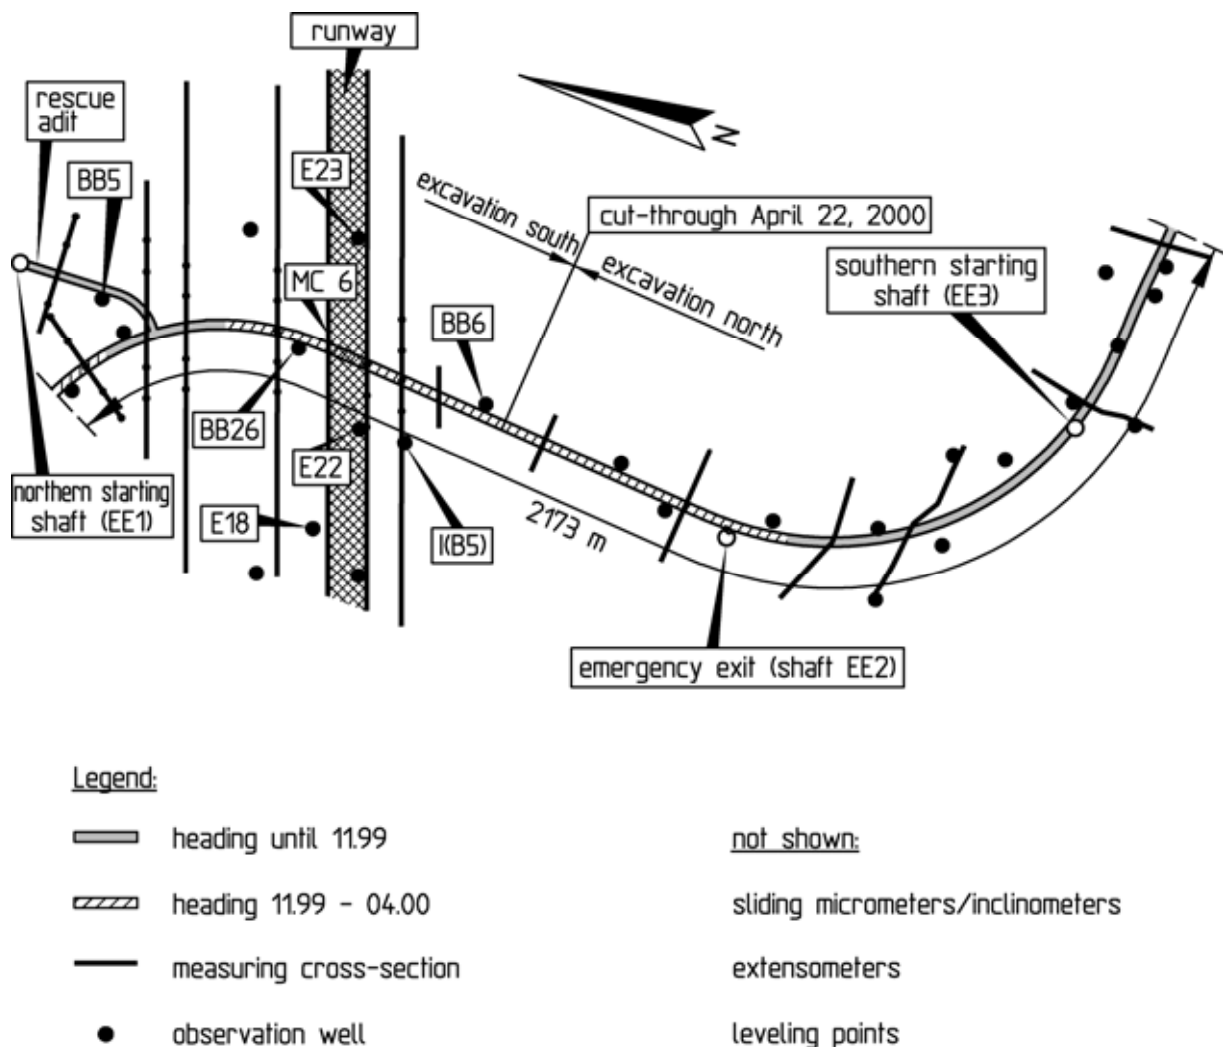 runway
rescue
adit
BB5
E23
N
excavation south
cut-through April 22, 2000
excavation north
southern starting
shaft (EE3)
MC 6
BB6
BB26
E22
northern starting
shaft (EE1)
E18
I(B5)
2173 m
emergency exit (shaft EE2)
Legend:
heading until 11.99
not shown:
heading 11.99 - 04.00
sliding micrometers/inclinometers
measuring cross-section
extensometers
observation well
leveling points